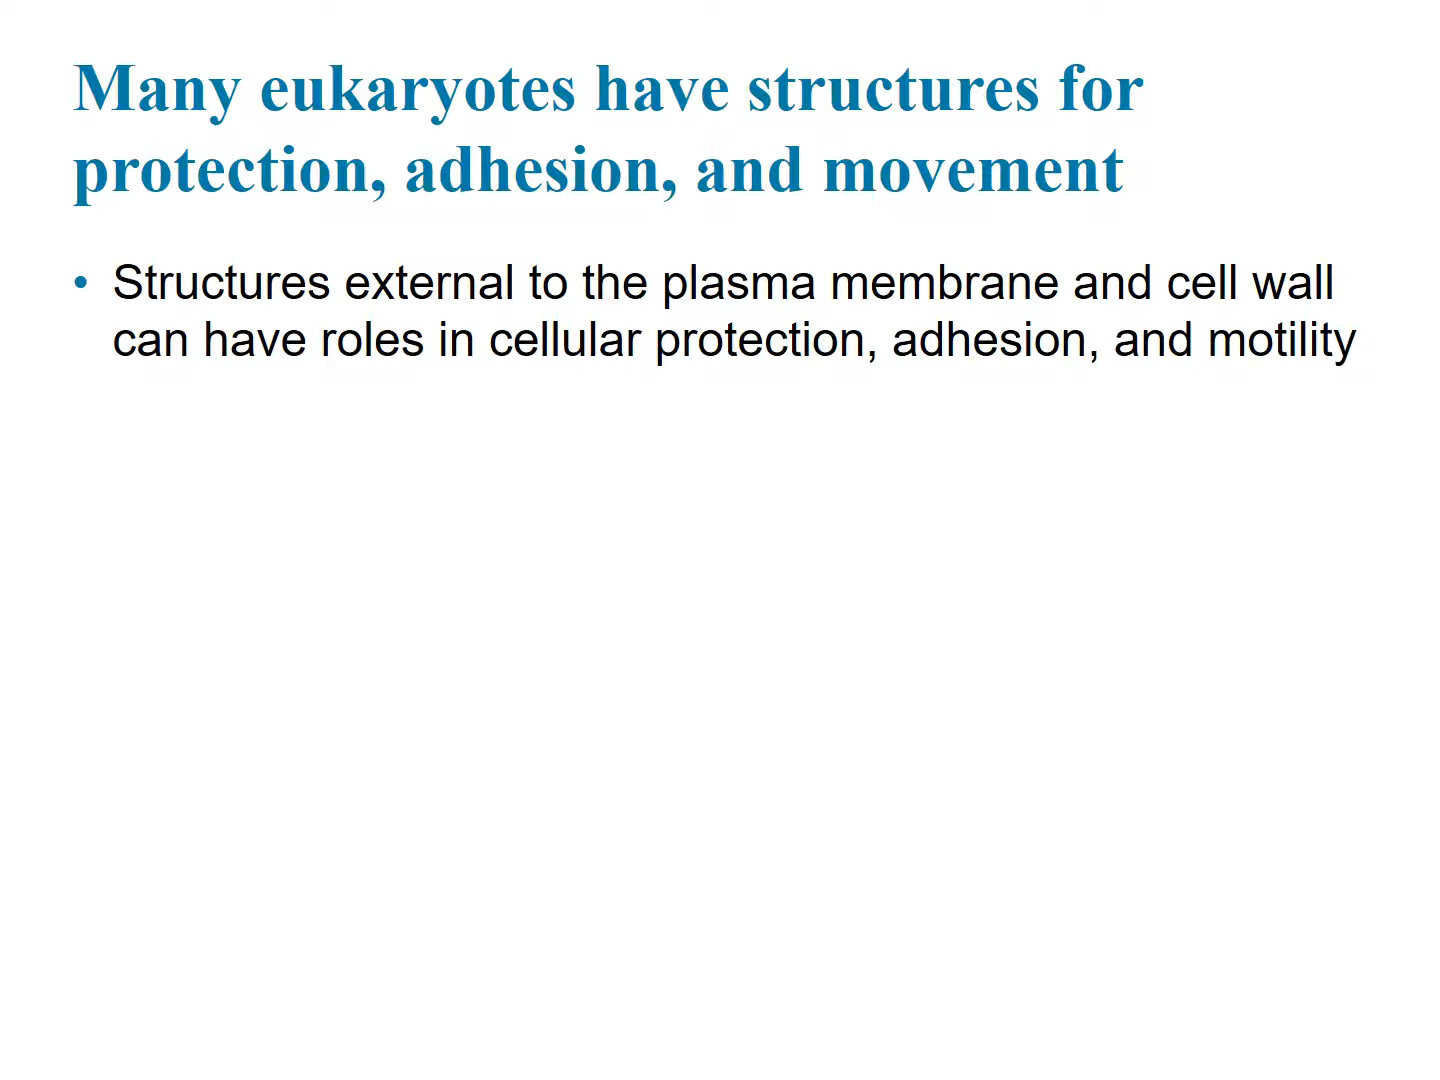 Many eukaryotes have structures for
protection, adhesion, and movement
• Structures external to the plasma membrane and cell wall
can have roles in cellular protection, adhesion, and motility